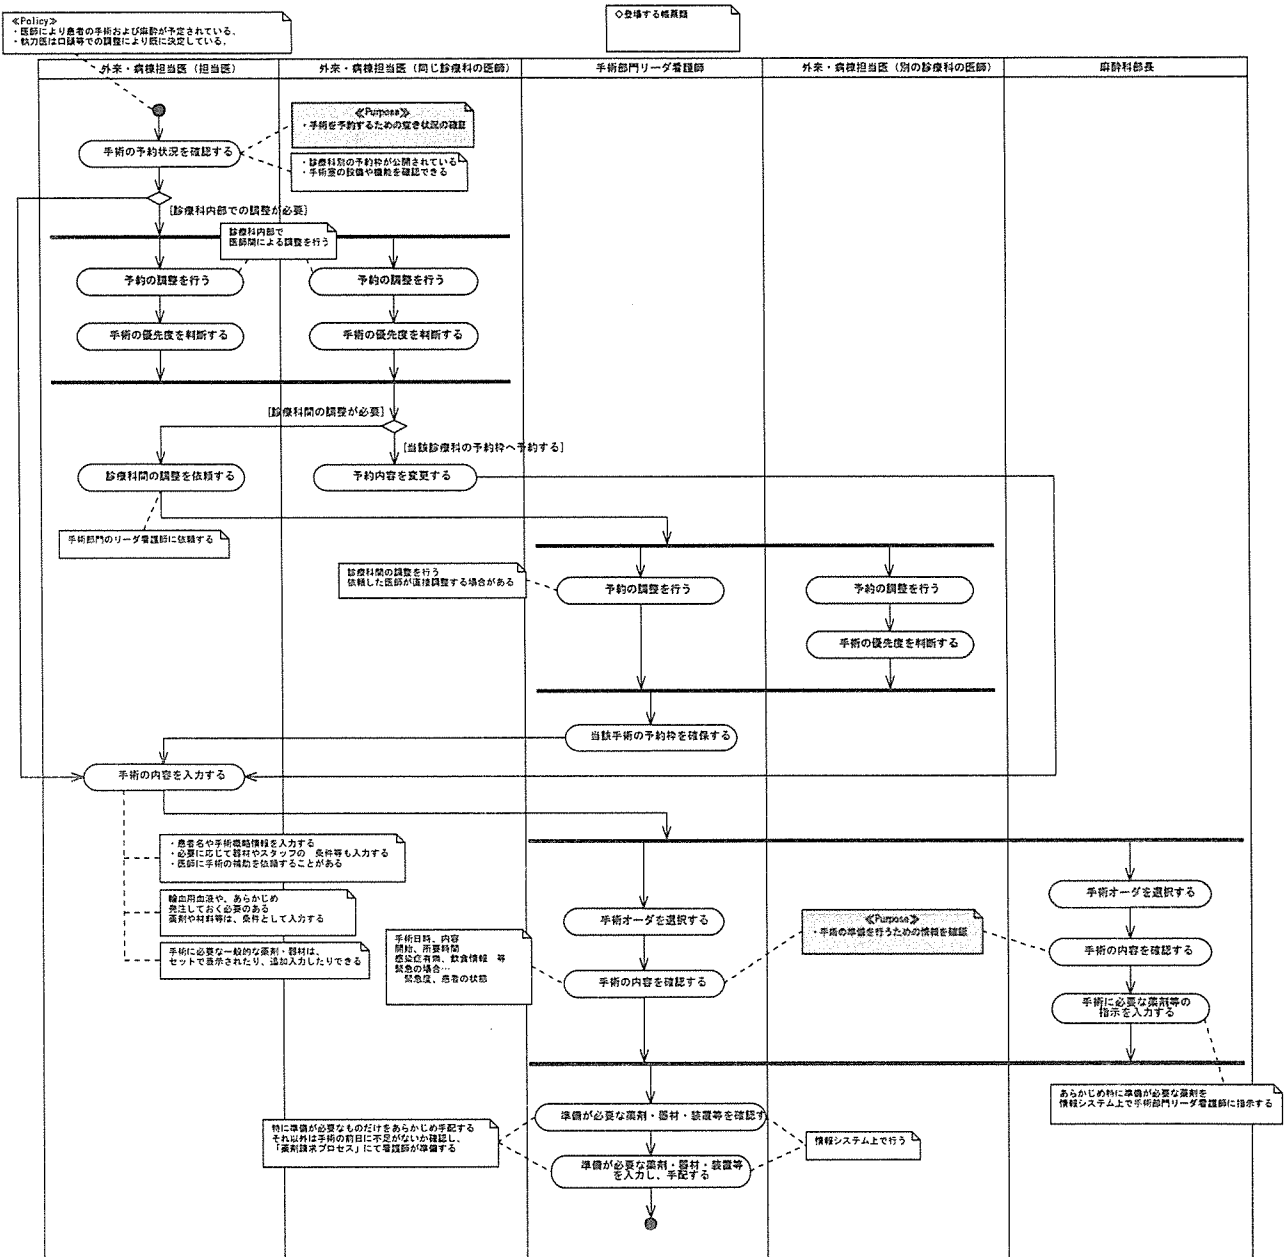 ≪Policy≫
・医師により患者の手術および麻酔が予定されている。
・執刀医は口頭等での調整により既に決定している。
◇登場する帳票類
外来・病棟担当医（担当医）
外来・病棟担当医（同じ診療科の医師）
手術部門リーダ看護師
外来・病棟担当医（別の診療科の医師）
麻酔科部長
≪Purpose≫
・手術を予約するための空き状況の確認
手術の予約状況を確認する
・診療科別の予約枠が公開されている
・手術室の設備や機能を確認できる
[診療科内部での調整が必要]
診療科内部で
医師間による調整を行う
予約の調整を行う
予約の調整を行う
手術の優先度を判断する
手術の優先度を判断する
[診療科間の調整が必要]
[当該診療科の予約枠へ予約する]
診療科間の調整を依頼する
予約内容を変更する
手術部門のリーダ看護師に依頼する
診療科間の調整を行う
依頼した医師が直接調整する場合がある
予約の調整を行う
予約の調整を行う
手術の優先度を判断する
当該手術の予約枠を確保する
手術の内容を入力する
・患者名や手術概略情報を入力する
・必要に応じて器材やスタッフの　条件等も入力する
・医師に手術の補助を依頼することがある
輸血用血液や、あらかじめ
発注しておく必要のある
薬剤や材料等は、条件として入力する
手術に必要な一般的な薬剤・器材は、
セットで表示されたり、追加入力したりできる
手術オーダを選択する
手術オーダを選択する
≪Purpose≫
・手術の準備を行うための情報を確認
手術日時、内容
開始、所要時間
感染症有無、飲食情報　等
緊急の場合…
緊急度、患者の状態
手術の内容を確認する
手術の内容を確認する
手術に必要な薬剤等の
指示を入力する
あらかじめ特に準備が必要な薬剤を
情報システム上で手術部門リーダ看護師に指示する
準備が必要な薬剤・器材・装置等を確認す
特に準備が必要なものだけをあらかじめ手配する
それ以外は手術の前日に不足がないか確認し、
「薬剤請求プロセス」にて看護師が準備する
情報システム上で行う
準備が必要な薬剤・器材・装置等
を入力し、手配する